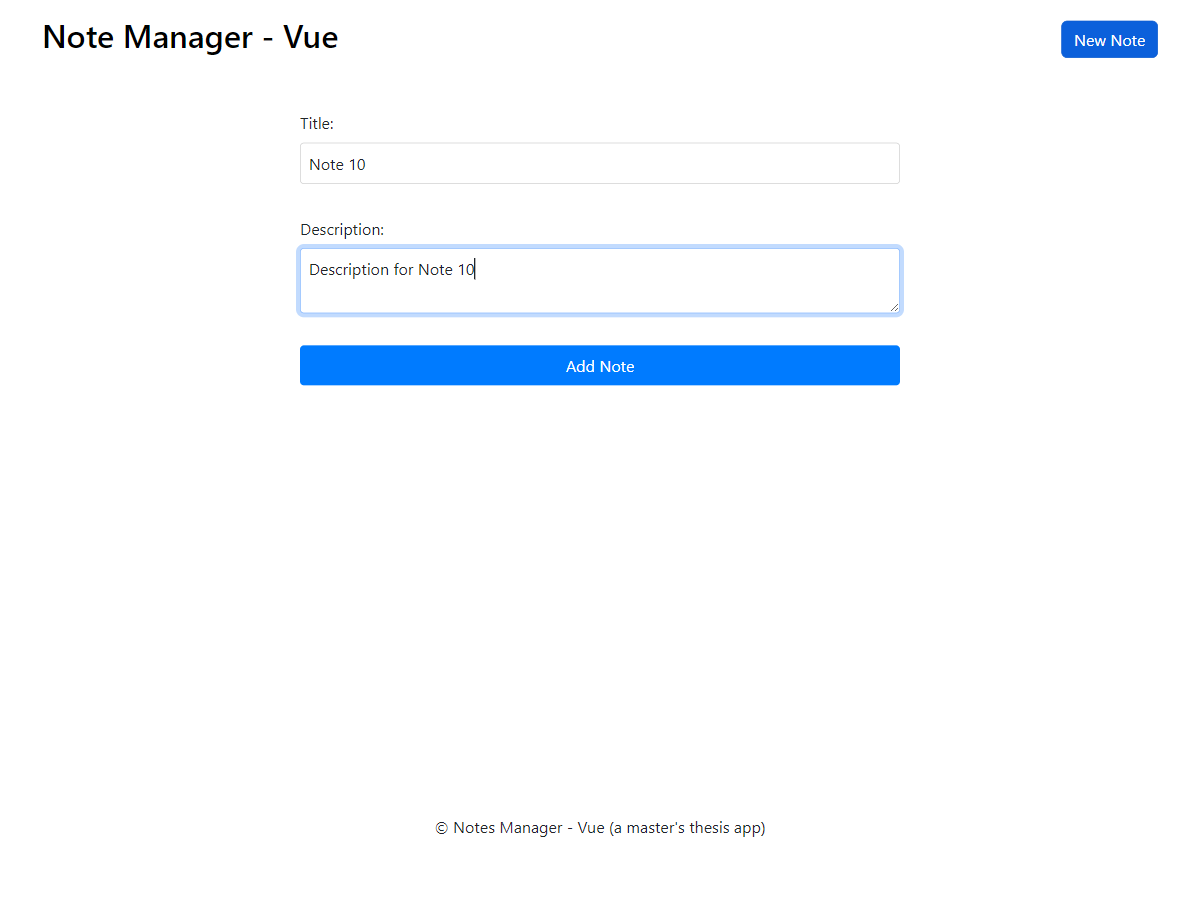 Note Manager - Vue
New Note
Title:
Note 10
Description:
Description for Note 10
Add Note
© Notes Manager - Vue (a master's thesis app)